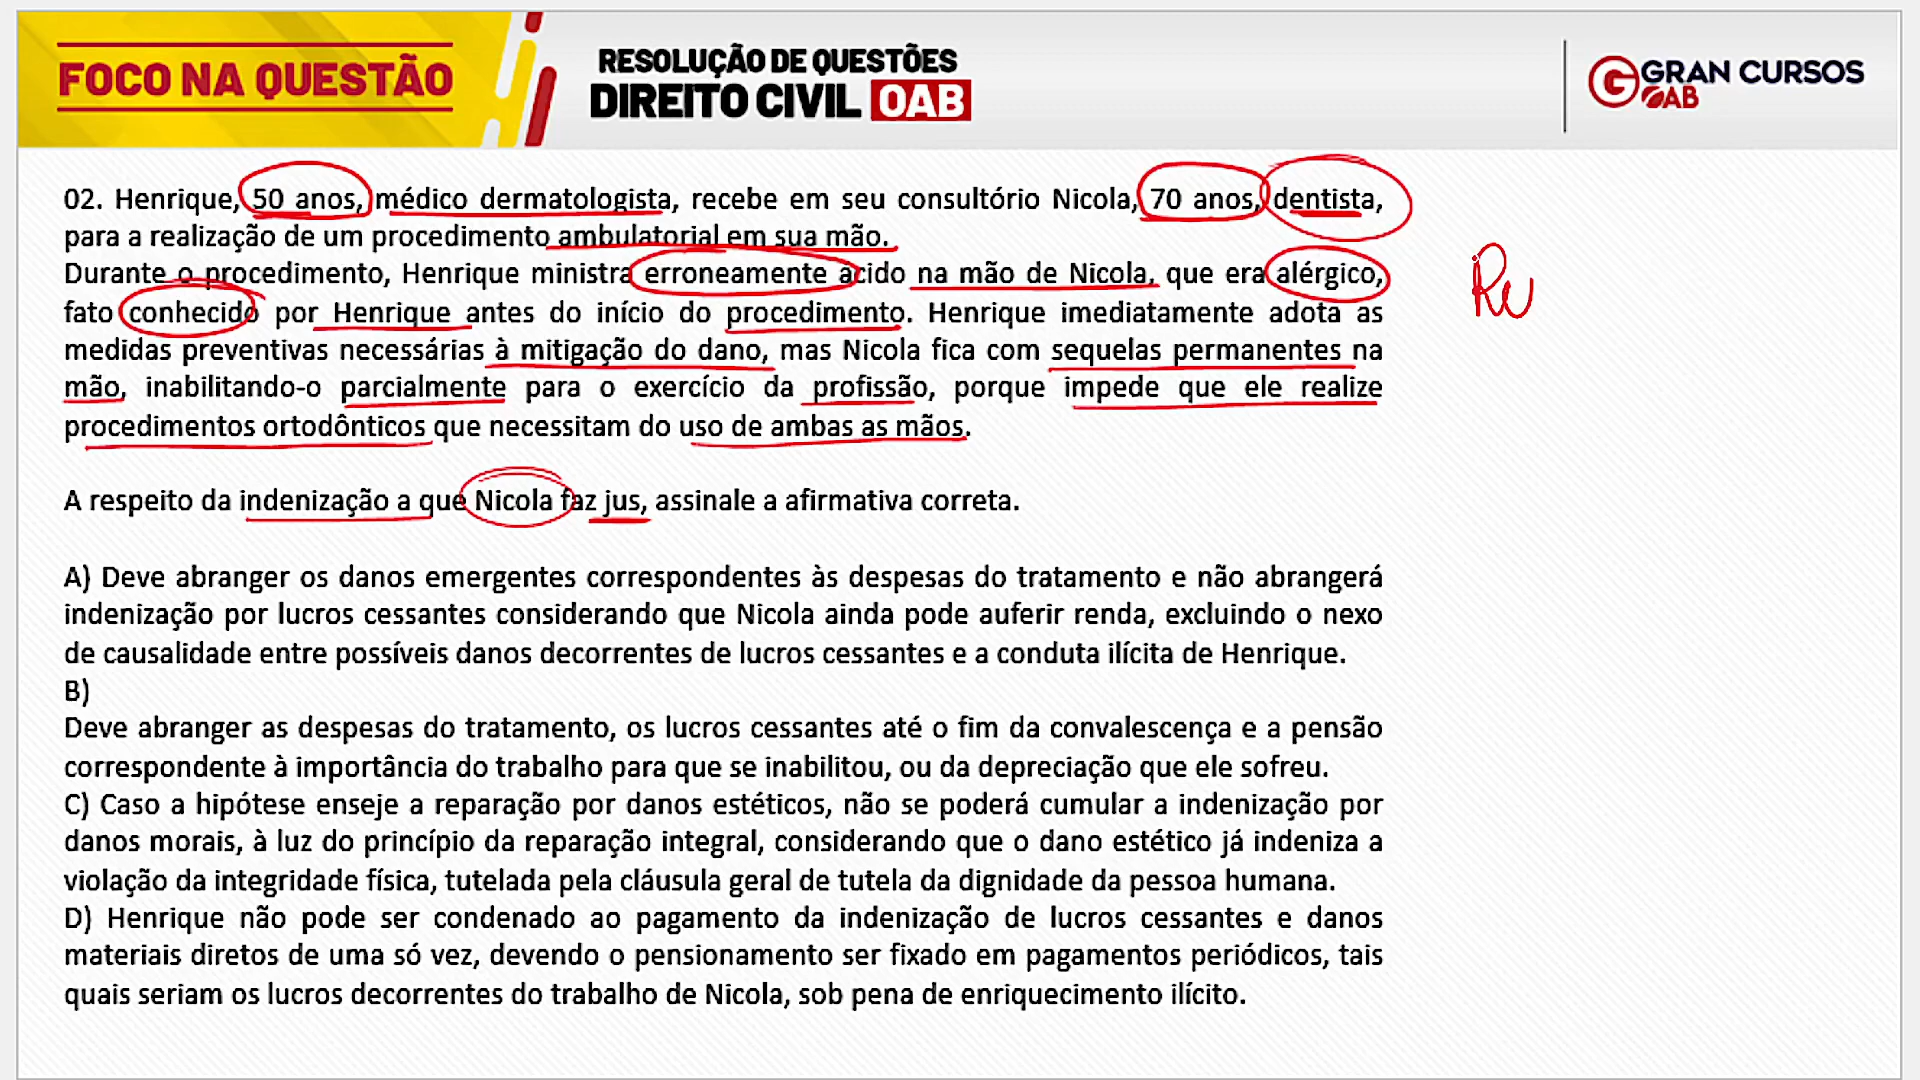 FOCO NA QUESTÃO
RESOLUÇÃO DE QUESTÕES
DIREITO CIVIL OAB
GRAN CURSOS
OAB
02. Henrique, 50 anos, médico dermatologista, recebe em seu consultório Nicola, 70 anos, dentista,
para a realização de um procedimento ambulatorial em sua mão.
Durante o procedimento, Henrique ministra erroneamente ácido na mão de Nicola, que era alérgico,
fato conhecido por Henrique antes do início do procedimento. Henrique imediatamente adota as
medidas preventivas necessárias à mitigação do dano, mas Nicola fica com sequelas permanentes na
mão, inabilitando-o parcialmente para o exercício da profissão, porque impede que ele realize
procedimentos ortodônticos que necessitam do uso de ambas as mãos.
A respeito da indenização a que Nicola faz jus, assinale a afirmativa correta.
A) Deve abranger os danos emergentes correspondentes às despesas do tratamento e não abrangerá
indenização por lucros cessantes considerando que Nicola ainda pode auferir renda, excluindo o nexo
de causalidade entre possíveis danos decorrentes de lucros cessantes e a conduta ilícita de Henrique.
B)
Deve abranger as despesas do tratamento, os lucros cessantes até o fim da convalescença e a pensão
correspondente à importância do trabalho para que se inabilitou, ou da depreciação que ele sofreu.
C) Caso a hipótese enseje a reparação por danos estéticos, não se poderá cumular a indenização por
danos morais, à luz do princípio da reparação integral, considerando que o dano estético já indeniza a
violação da integridade física, tutelada pela cláusula geral de tutela da dignidade da pessoa humana.
D) Henrique não pode ser condenado ao pagamento da indenização de lucros cessantes e danos
materiais diretos de uma só vez, devendo o pensionamento ser fixado em pagamentos periódicos, tais
quais seriam os lucros decorrentes do trabalho de Nicola, sob pena de enriquecimento ilícito.